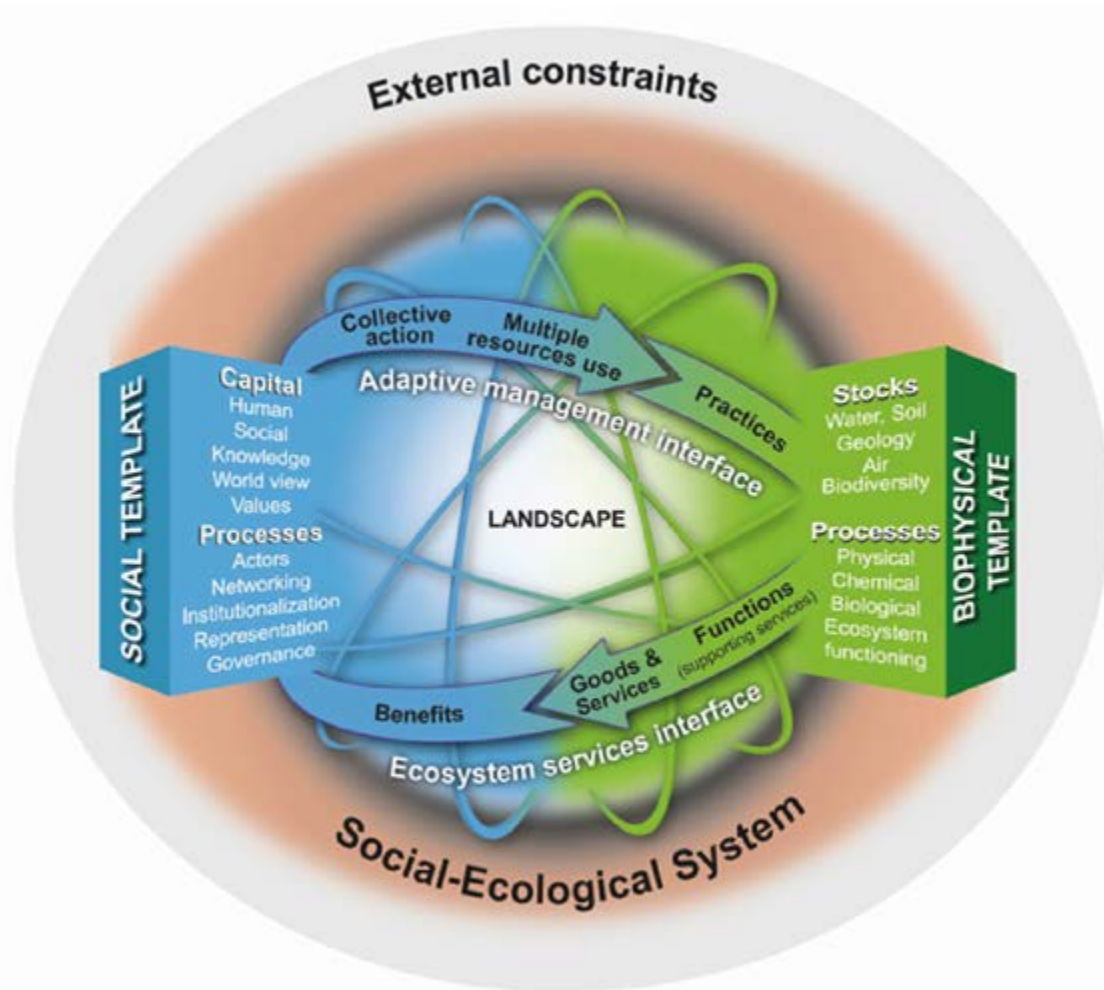 External constraints
Collective
action
Multiple
resources use
Practices
Adaptive management interface
SOCIAL TEMPLATE
Capital
Human
Social
Knowledge
World view
Values
Processes
Actors
Networking
Institutionalization
Representation
Governance
LANDSCAPE
Stocks
Water, Soil
Geology
Air
Biodiversity
Processes
Physical
Chemical
Biological
Ecosystem
functioning
BIOPHYSICAL
TEMPLATE
Functions
(supporting services)
Goods &
Services
Benefits
Ecosystem services interface
Social-Ecological System